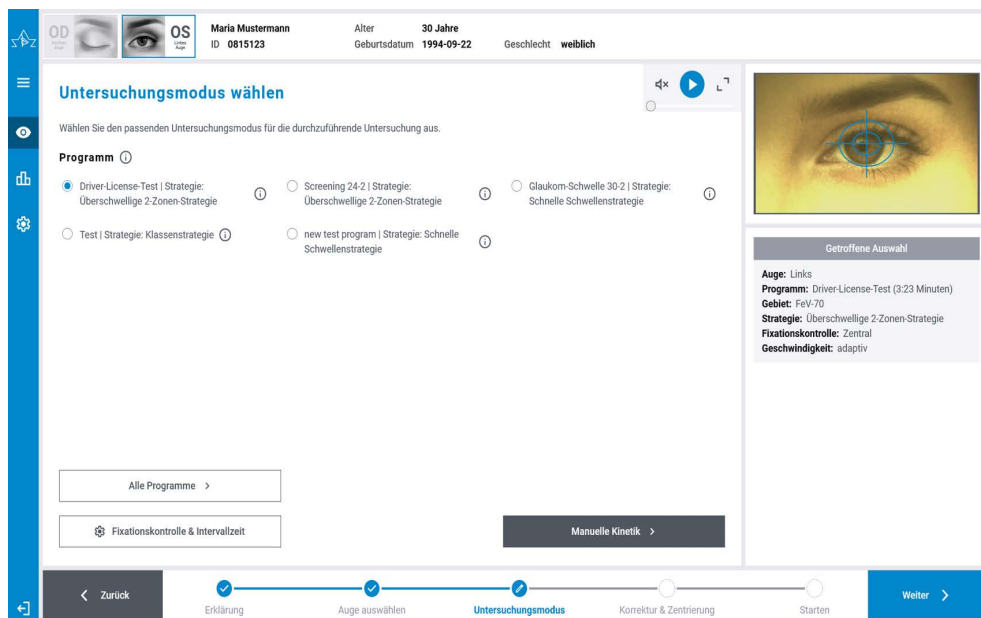 OD
OS
Linkes
Auge
Maria Mustermann
ID 0815123
Alter 30 Jahre
Geburtsdatum 1994-09-22
Geschlecht weiblich
Untersuchungsmodus wählen
Wählen Sie den passenden Untersuchungsmodus für die durchzuführende Untersuchung aus.
Programm
Driver-License-Test | Strategie:
Überschwellige 2-Zonen-Strategie
Screening 24-2 | Strategie:
Überschwellige 2-Zonen-Strategie
Glaukom-Schwelle 30-2 | Strategie:
Schnelle Schwellenstrategie
Test | Strategie: Klassenstrategie
new test program | Strategie: Schnelle
Schwellenstrategie
Alle Programme
Fixationskontrolle & Intervallzeit
Manuelle Kinetik
Getroffene Auswahl
Auge: Links
Programm: Driver-License-Test (3:23 Minuten)
Gebiet: FeV-70
Strategie: Überschwellige 2-Zonen-Strategie
Fixationskontrolle: Zentral
Geschwindigkeit: adaptiv
Zurück
Erklärung
Auge auswählen
Untersuchungsmodus
Korrektur & Zentrierung
Starten
Weiter